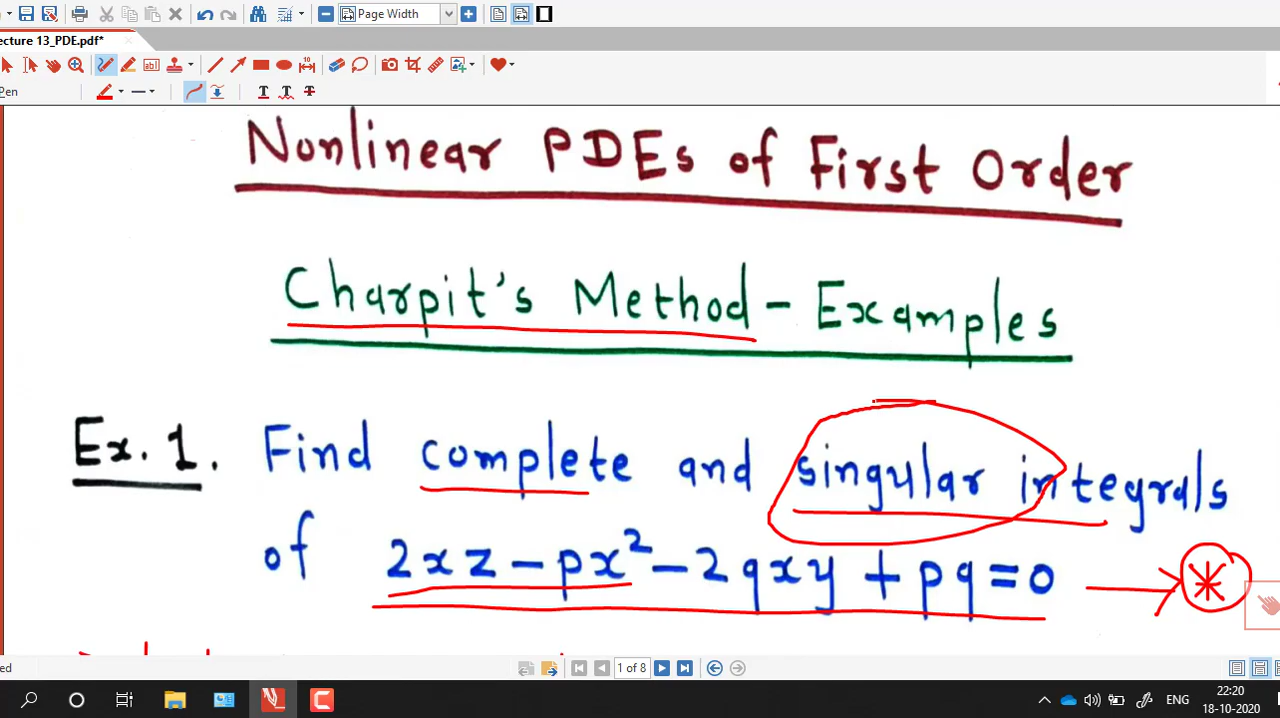 Page Width
ecture 13_PDE.pdf*
Pen
Nonlinear PDEs of First Order
Charpit's Method - Examples
Ex. 1. Find complete and singular integrals
of 2xz - px² - 2qxy + pq = 0 → *
ed
1 of 8
ENG
22:20
18-10-2020